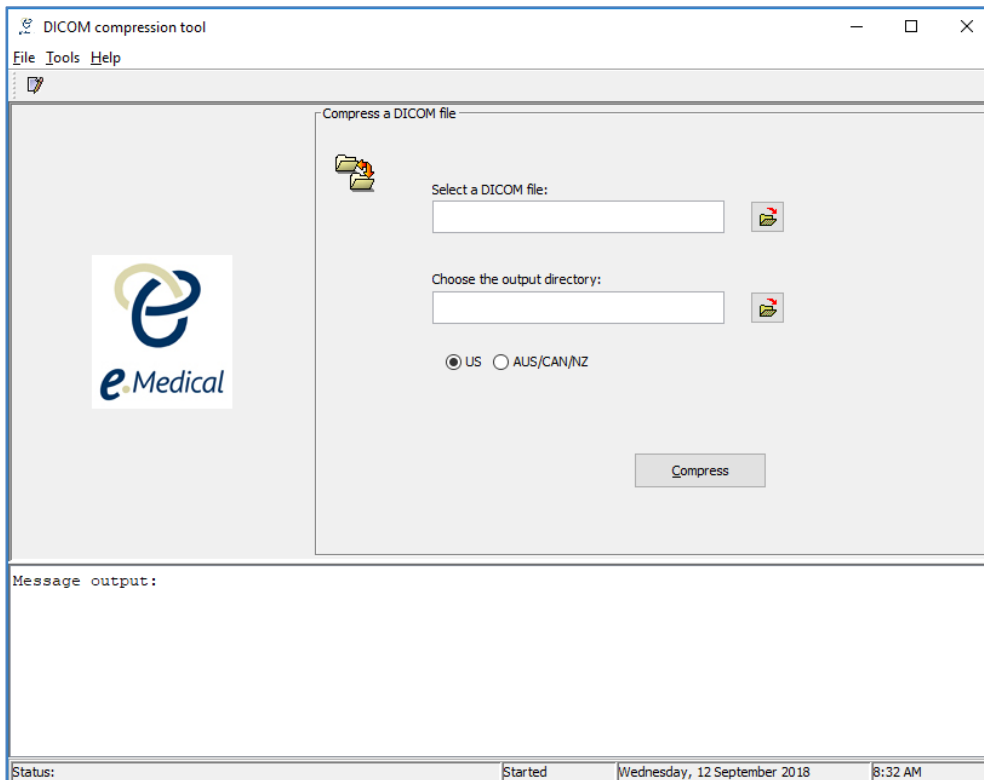 DICOM compression tool
File Tools Help
Compress a DICOM file
Select a DICOM file:
Choose the output directory:
US AUS/CAN/NZ
e.Medical
Compress
Message output:
Status: Started Wednesday, 12 September 2018 8:32 AM